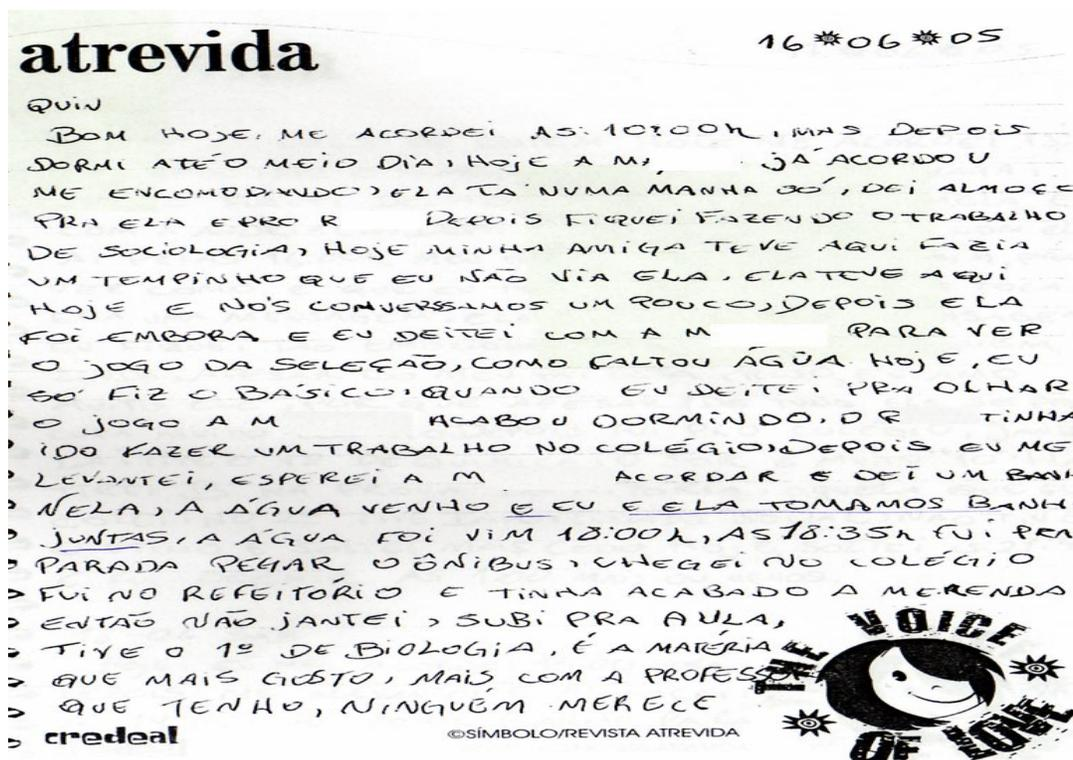 atrevida
16*06*05
QUIN
BOM HOJE, ME ACORDEI AS: 10:00h, MAS DEPOIS
DORMI ATÉ O MEIO DIA, HOJE A M, JÁ ACORDOU
ME ENCOMODANDO, ELA TA NUMA MANHA SÓ, DEI ALMOÇO
PRA ELA E PRO R DEPOIS FIQUEI FAZENDO O TRABALHO
DE SOCIOLOGIA, HOJE MINHA AMIGA TEVE AQUI FAZIA
UM TEMPINHO QUE EU NÃO VIA ELA, ELA TEVE AQUI
HOJE E NÓS CONVERSAMOS UM POUCO, DEPOIS ELA
FOI EMBORA E EU DEITEI COM A M PARA VER
O JOGO DA SELEÇÃO, COMO FALTOU ÁGUA HOJE, EU
SÓ FIZ O BÁSICO, QUANDO EU DEITEI PRA OLHAR
O JOGO A M ACABOU DORMINDO, O R TINHA
IDO FAZER UM TRABALHO NO COLÉGIO, DEPOIS EU ME
LEVANTEI, ESPEREI A M ACORDAR E DEI UM BANH
NELA, A ÁGUA VENHO E EU E ELA TOMAMOS BANH
JUNTAS, A ÁGUA FOI VIM 18:00h, AS 18:35h FUI PRA
PARADA PEGAR O ÔNIBUS, CHEGEI NO COLÉGIO
FUI NO REFEITÓRIO E TINHA ACABADO A MERENDA
ENTÃO NÃO JANTEI, SUBI PRA AULA,
TIVE O 1º DE BIOLOGIA, É A MATÉRIA
QUE MAIS GOSTO, MAIS COM A PROFESSO
QUE TENHO, NINGUÉM MERECE
THE VOICE OF LOVE
credeal
©SÍMBOLO/REVISTA ATREVIDA